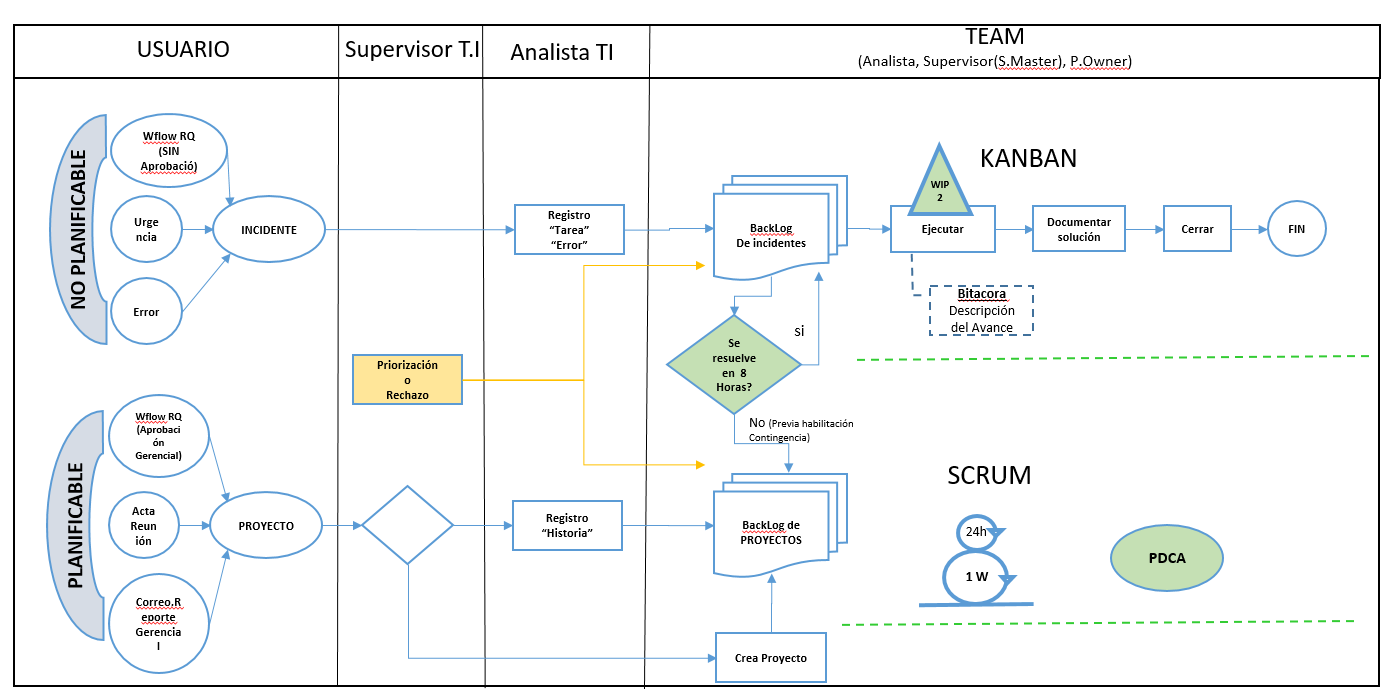 USUARIO
Supervisor T.I
Analista TI
TEAM
(Analista, Supervisor(S.Master), P.Owner)
NO PLANIFICABLE
Wflow RQ
(SIN
Aprobació)
Urge
ncia
Error
INCIDENTE
Registro
“Tarea”
“Error”
BackLog
De incidentes
KANBAN
WIP
2
Ejecutar
Documentar
solución
Cerrar
FIN
Bitacora
Descripción
del Avance
Se
resuelve
en 8
Horas?
si
No (Previa habilitación
Contingencia)
Priorización
o
Rechazo
PLANIFICABLE
Wflow RQ
(Aprobaci
ón
Gerencial)
Acta
Reun
ión
Correo,R
eporte
Gerencia
l
PROYECTO
Registro
“Historia”
BackLog de
PROYECTOS
Crea Proyecto
SCRUM
24h
1 W
PDCA